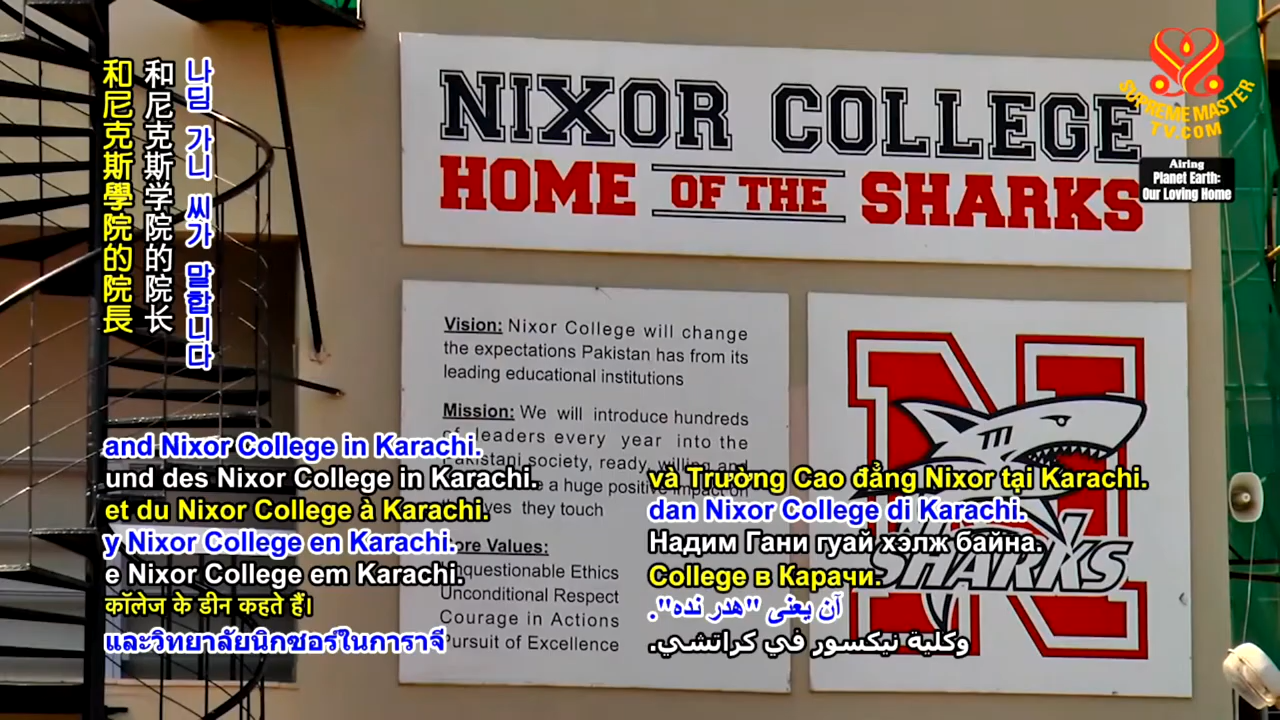 NIXOR COLLEGE
HOME OF THE SHARKS
SUPREME MASTER
TV.COM
Airing
Planet Earth:
Our Loving Home
나딤 가니 씨가 말합니다
和尼克斯学院的院长
和尼克斯學院的院長
Vision: Nixor College will change
the expectations Pakistan has from its
leading educational institutions
Mission: We will introduce hundreds
of leaders every year into the
Pakistani society, ready, willing and
a huge positive impact on
they touch
Core Values:
Unquestionable Ethics
Unconditional Respect
Courage in Actions
Pursuit of Excellence
N
SHARKS
and Nixor College in Karachi.
und des Nixor College in Karachi.
et du Nixor College à Karachi.
y Nixor College en Karachi.
e Nixor College em Karachi.
कॉलेज के डीन कहते हैं।
และวิทยาลัยนิกซอร์ในการาจี
và Trường Cao đẳng Nixor tại Karachi.
dan Nixor College di Karachi.
Надим Гани гуай хэлж байна.
College в Карачи.
آن یعنی "هدر نده".
وكلية نيكسور في كراتشي.